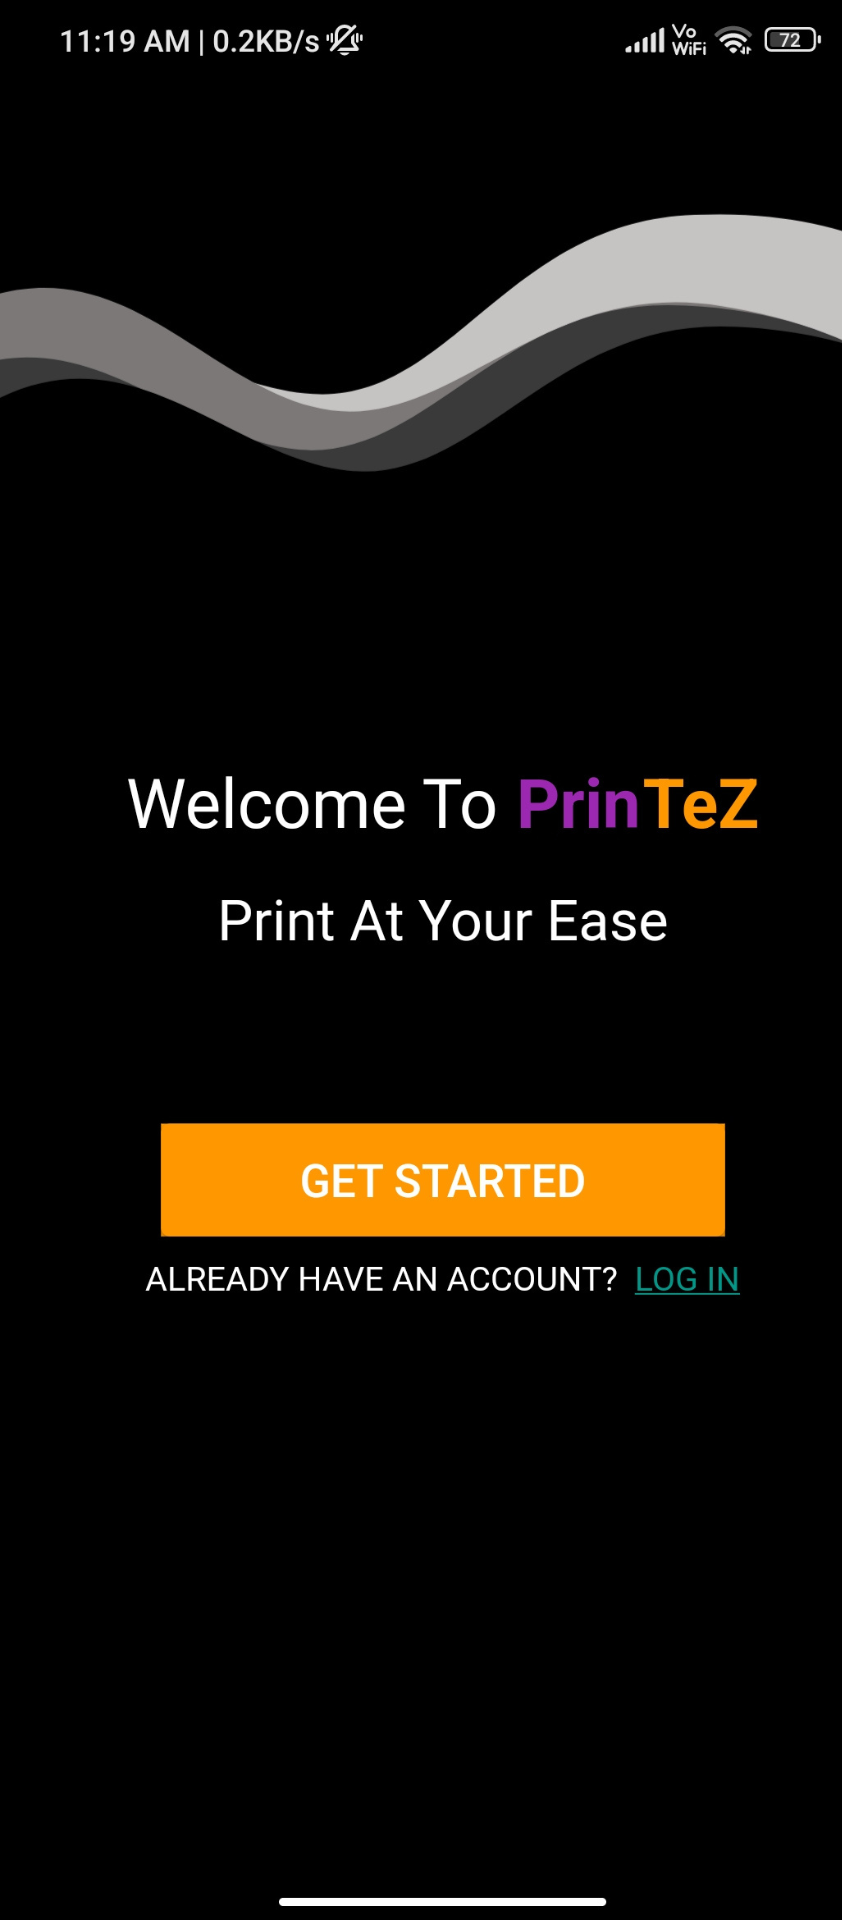 11:19 AM | 0.2KB/s Vo WiFi 72
Welcome To PrinTeZ
Print At Your Ease
GET STARTED
ALREADY HAVE AN ACCOUNT? LOG IN